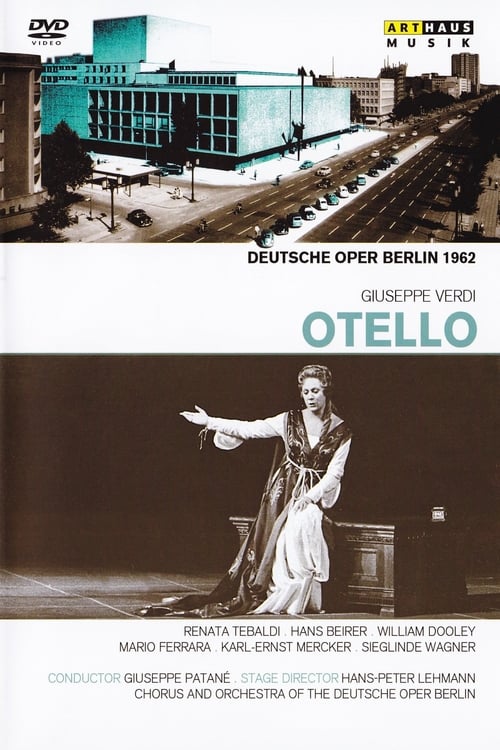 DVD
VIDEO
ARTHAUS
MUSIK
DEUTSCHE OPER BERLIN 1962
GIUSEPPE VERDI
OTELLO
RENATA TEBALDI . HANS BEIRER . WILLIAM DOOLEY
MARIO FERRARA . KARL-ERNST MERCKER . SIEGLINDE WAGNER
CONDUCTOR GIUSEPPE PATANÉ . STAGE DIRECTOR HANS-PETER LEHMANN
CHORUS AND ORCHESTRA OF THE DEUTSCHE OPER BERLIN